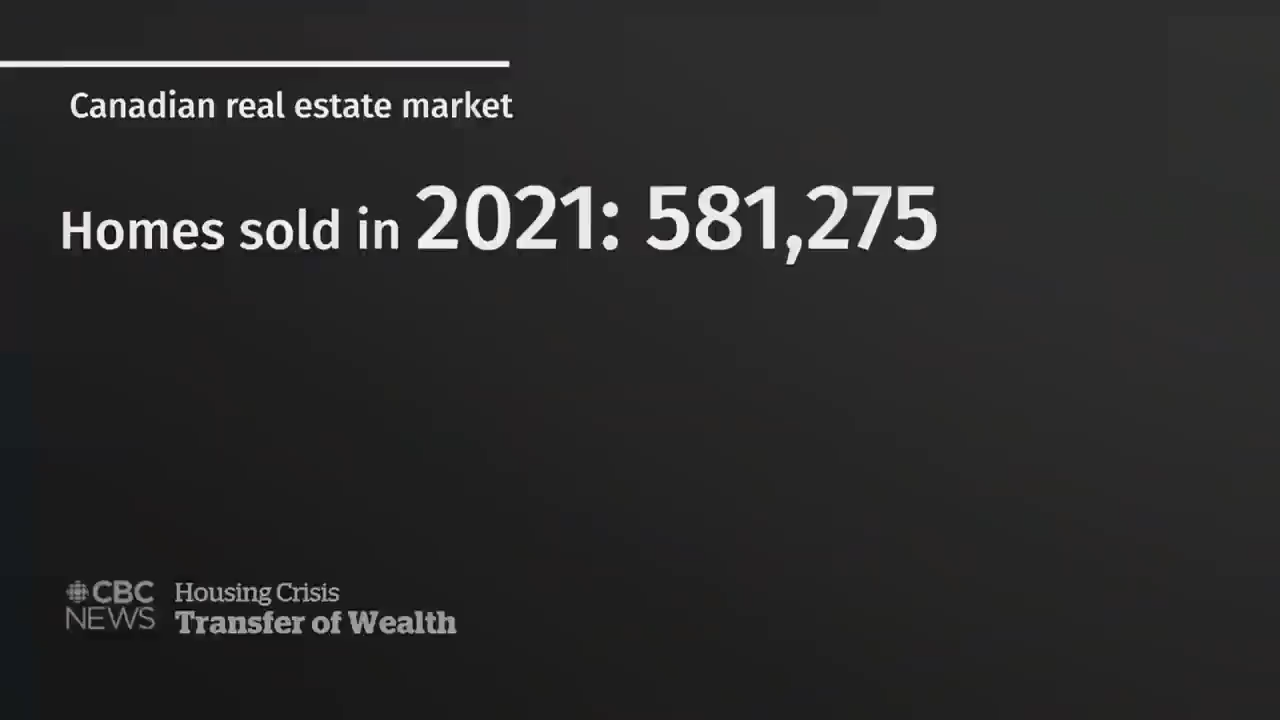 Canadian real estate market
Homes sold in 2021: 581,275
CBC NEWS
Housing Crisis
Transfer of Wealth